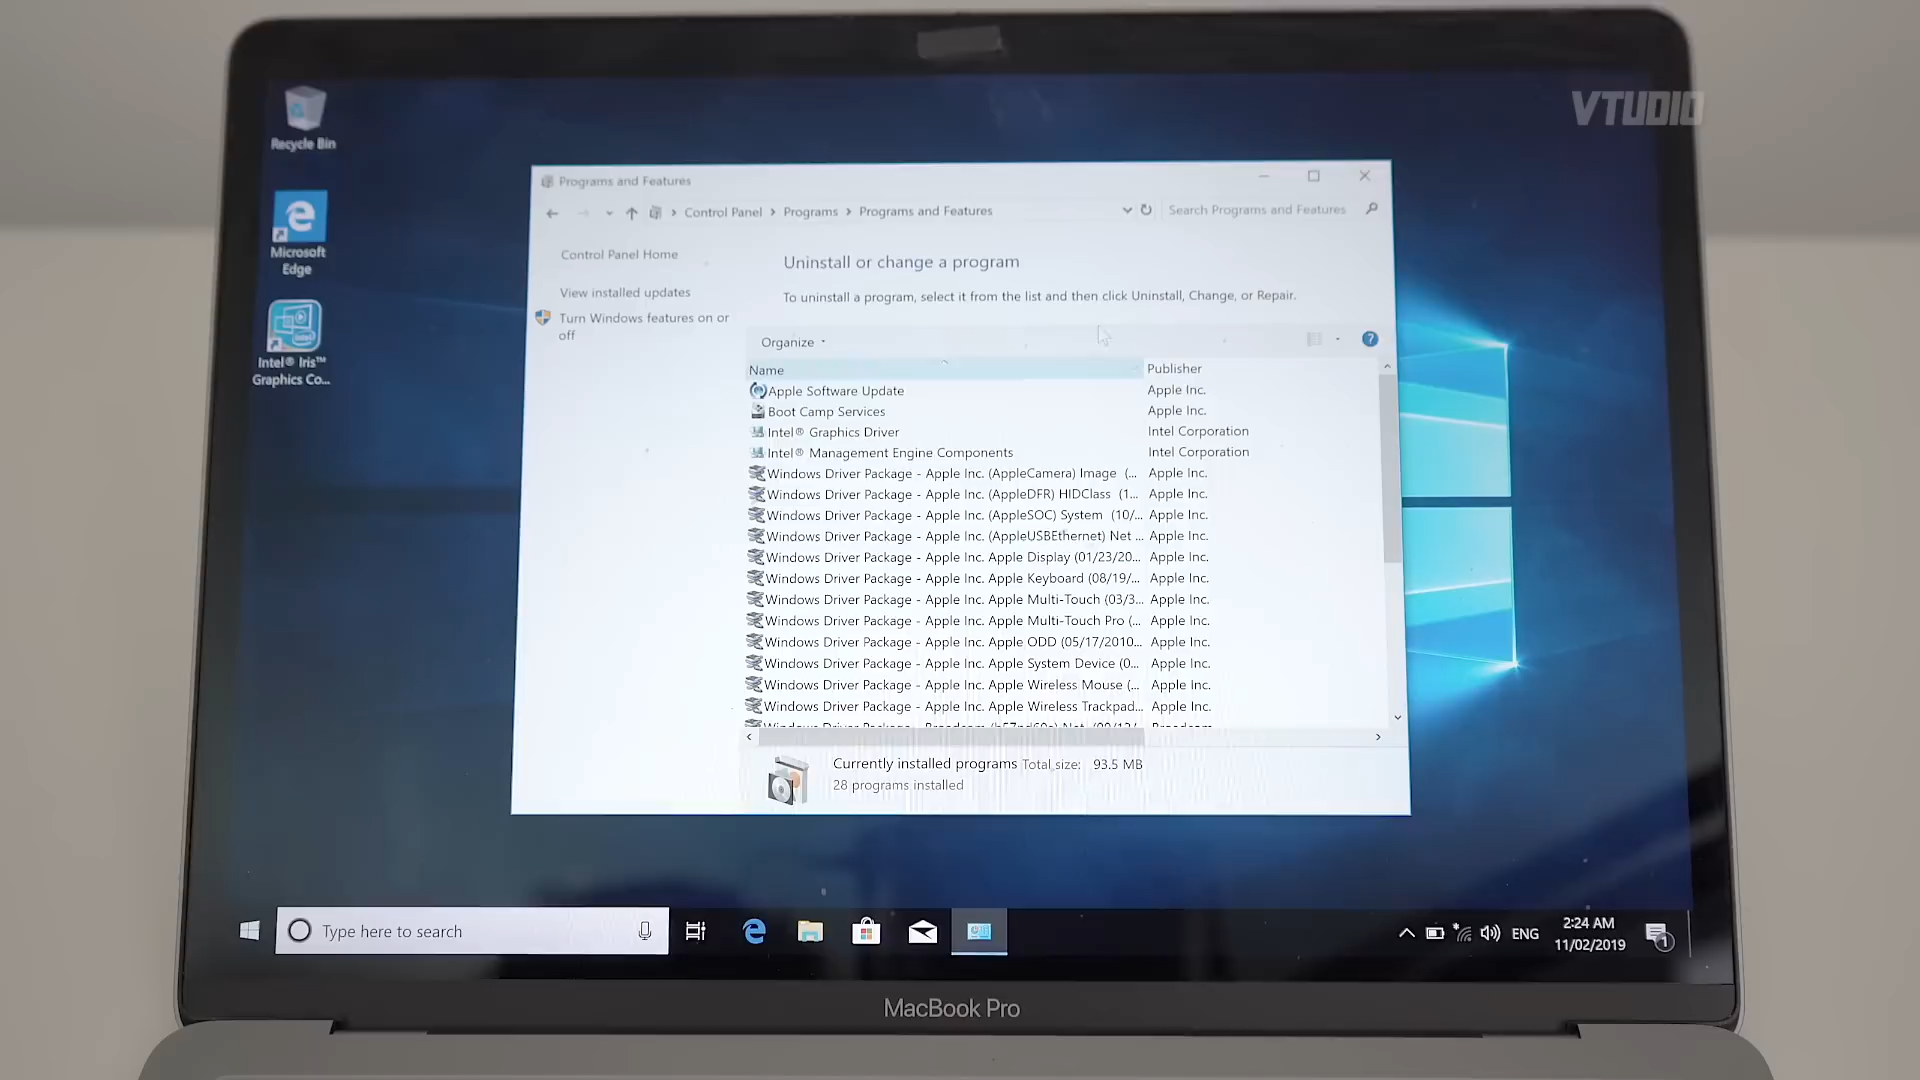 VTUDIO
Recycle Bin
Microsoft
Edge
Intel® Iris™
Graphics Co...
Programs and Features
Control Panel > Programs > Programs and Features
Search Programs and Features
Control Panel Home
View installed updates
Turn Windows features on or
off
Uninstall or change a program
To uninstall a program, select it from the list and then click Uninstall, Change, or Repair.
Organize
Name Publisher
Apple Software Update Apple Inc.
Boot Camp Services Apple Inc.
Intel® Graphics Driver Intel Corporation
Intel® Management Engine Components Intel Corporation
Windows Driver Package - Apple Inc. (AppleCamera) Image (... Apple Inc.
Windows Driver Package - Apple Inc. (AppleDFR) HIDClass (1... Apple Inc.
Windows Driver Package - Apple Inc. (AppleSOC) System (10/... Apple Inc.
Windows Driver Package - Apple Inc. (AppleUSBEthernet) Net ... Apple Inc.
Windows Driver Package - Apple Inc. Apple Display (01/23/20... Apple Inc.
Windows Driver Package - Apple Inc. Apple Keyboard (08/19/... Apple Inc.
Windows Driver Package - Apple Inc. Apple Multi-Touch (03/3... Apple Inc.
Windows Driver Package - Apple Inc. Apple Multi-Touch Pro (... Apple Inc.
Windows Driver Package - Apple Inc. Apple ODD (05/17/2010... Apple Inc.
Windows Driver Package - Apple Inc. Apple System Device (0... Apple Inc.
Windows Driver Package - Apple Inc. Apple Wireless Mouse (... Apple Inc.
Windows Driver Package - Apple Inc. Apple Wireless Trackpad... Apple Inc.
Currently installed programs Total size: 93.5 MB
28 programs installed
Type here to search
ENG
2:24 AM
11/02/2019
1
MacBook Pro